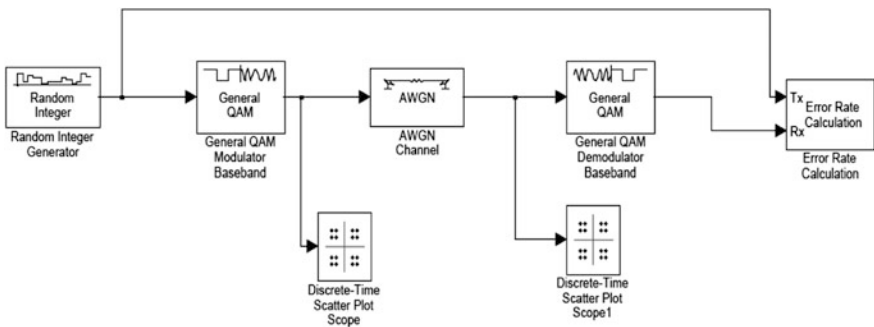 Random
Integer
Random Integer
Generator
General
QAM
General QAM
Modulator
Baseband
AWGN
AWGN
Channel
General
QAM
General QAM
Demodulator
Baseband
Tx
Rx
Error Rate
Calculation
Error Rate
Calculation
Discrete-Time
Scatter Plot
Scope
Discrete-Time
Scatter Plot
Scope1